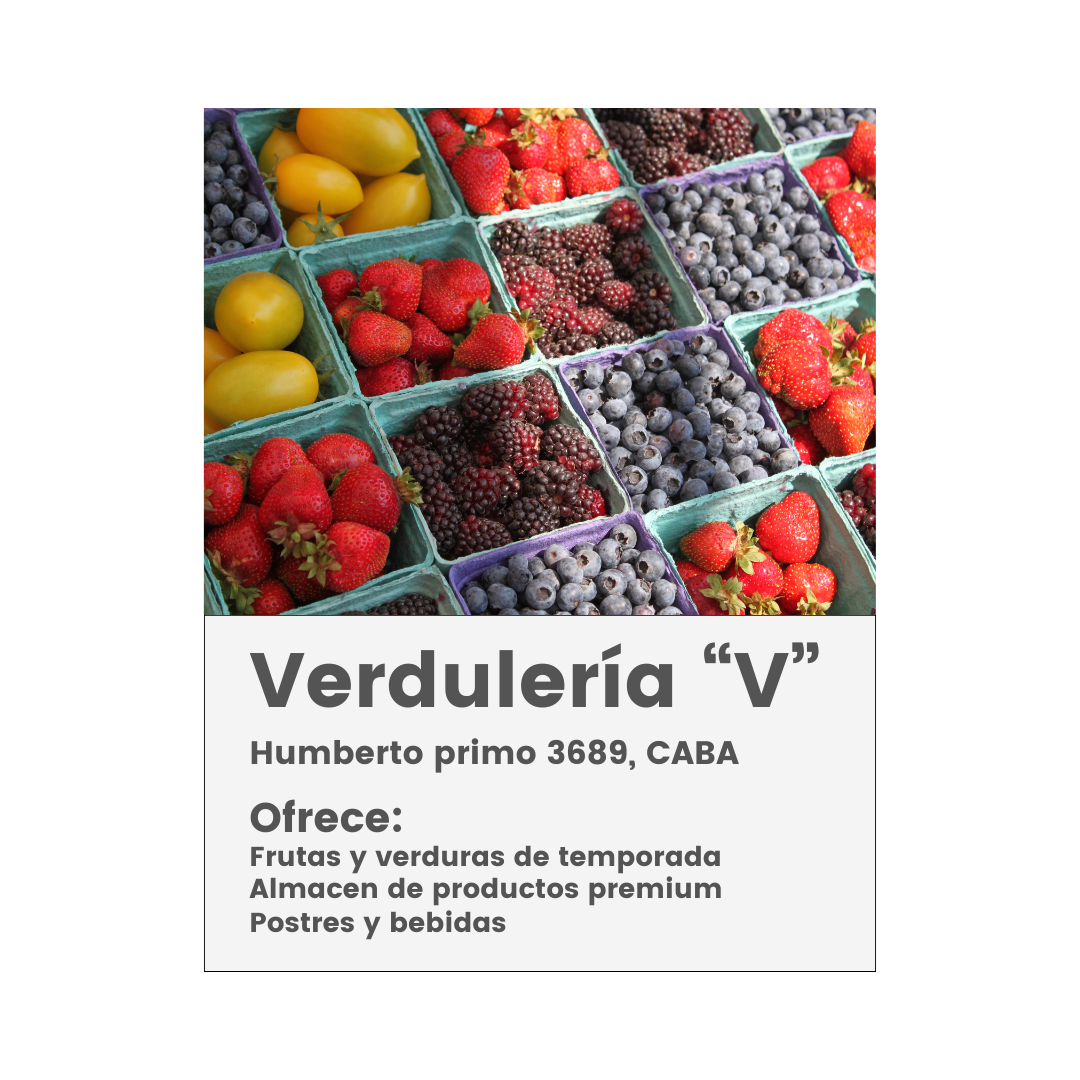 Verdulería “V”
Humberto primo 3689, CABA
Ofrece:
Frutas y verduras de temporada
Almacen de productos premium
Postres y bebidas